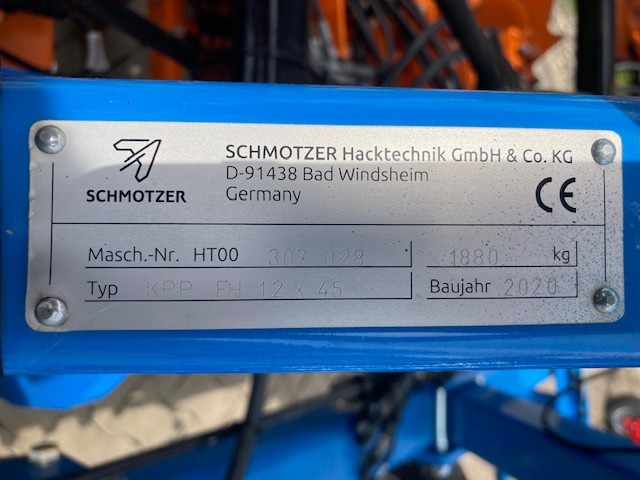 SCHMOTZER
SCHMOTZER Hacktechnik GmbH & Co. KG
D-91438 Bad Windsheim
Germany
CE
Masch.-Nr. HT00 307 028 1880 kg
Typ KPP FH 12 X 45 Baujahr 2020